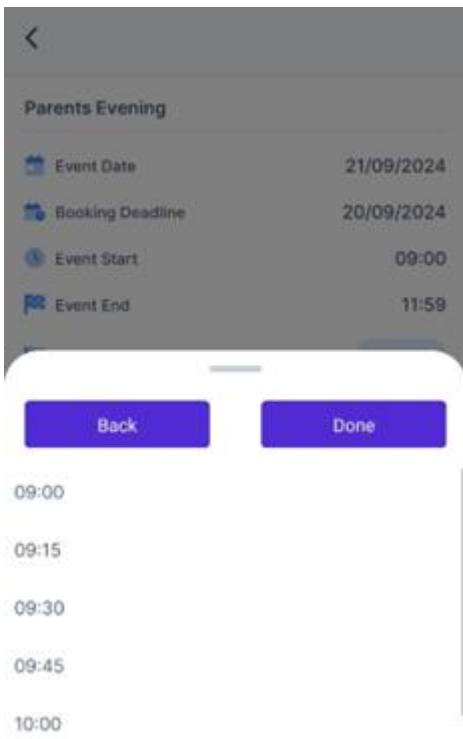 Parents Evening
Event Date 21/09/2024
Booking Deadline 20/09/2024
Event Start 09:00
Event End 11:59
Back Done
09:00
09:15
09:30
09:45
10:00